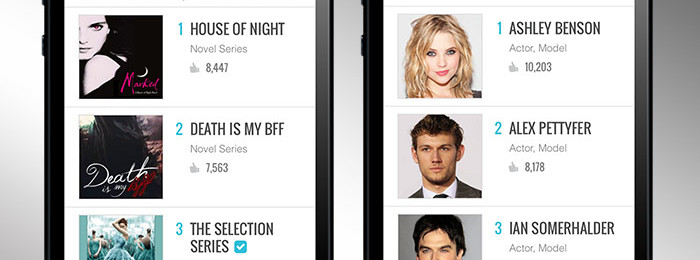 1 HOUSE OF NIGHT
Novel Series
8,447
Marked
2 DEATH IS MY BFF
Novel Series
7,563
Death
is my bff
3 THE SELECTION
SERIES
1 ASHLEY BENSON
Actor, Model
10,203
2 ALEX PETTYFER
Actor, Model
8,178
3 IAN SOMERHALDER
Actor, Model